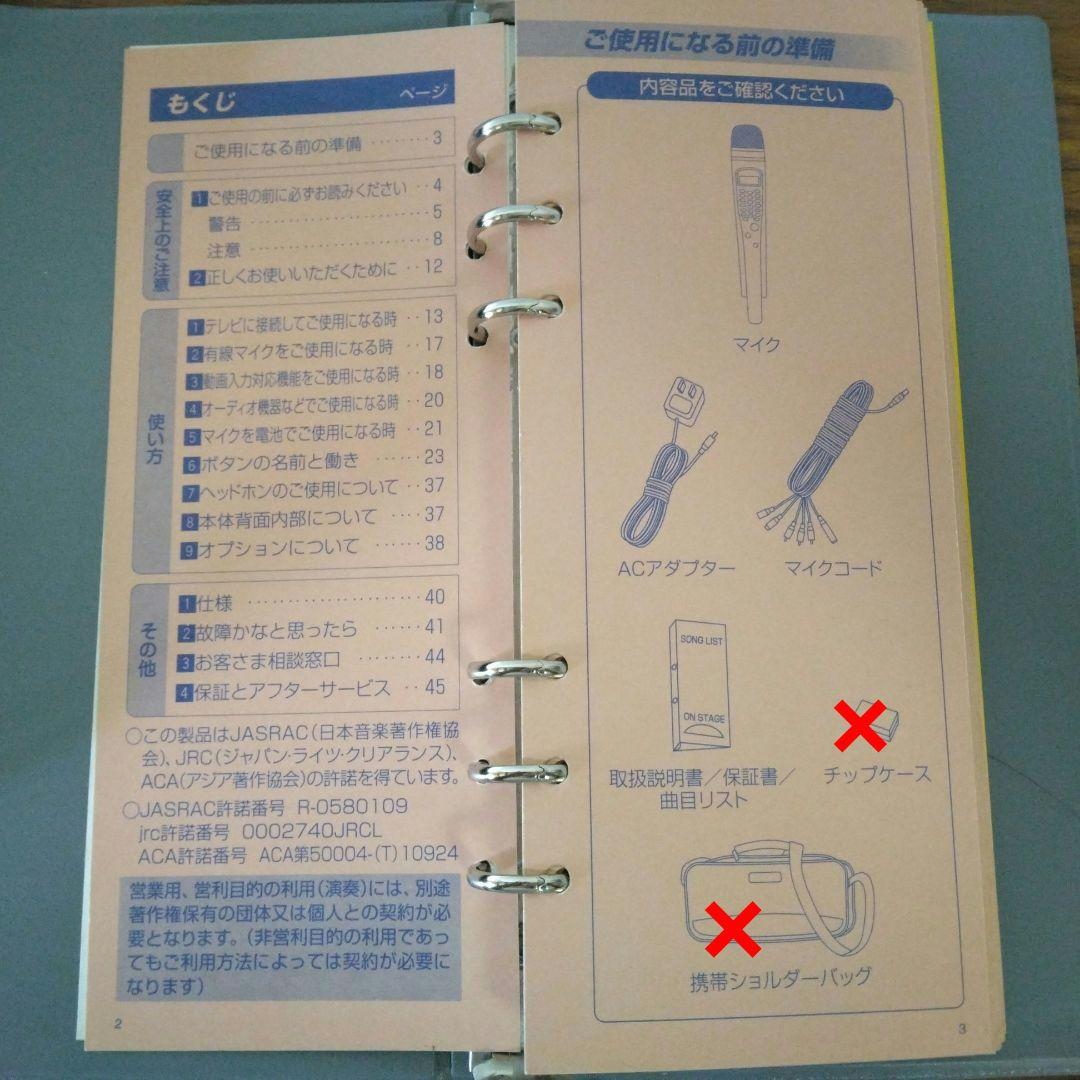 もくじ ページ
ご使用になる前の準備 ‥‥‥‥ 3
安全上のご注意
1 ご使用の前に必ずお読みください ‥ 4
警告 ‥‥‥‥‥‥‥‥‥‥‥ 5
注意 ‥‥‥‥‥‥‥‥‥‥‥ 8
2 正しくお使いいただくために ‥ 12
使い方
1 テレビに接続してご使用になる時 ‥ 13
2 有線マイクをご使用になる時 ‥ 17
3 動画入力対応機能をご使用になる時 ‥ 18
4 オーディオ機器などでご使用になる時 ‥ 20
5 マイクを電池でご使用になる時 ‥ 21
6 ボタンの名前と働き ‥‥‥ 23
7 ヘッドホンのご使用について ‥ 37
8 本体背面内部について ‥‥ 37
9 オプションについて ‥‥‥ 38
その他
1 仕様 ‥‥‥‥‥‥‥‥‥‥ 40
2 故障かなと思ったら ‥‥‥ 41
3 お客さま相談窓口 ‥‥‥‥ 44
4 保証とアフターサービス ‥ 45
○この製品はJASRAC(日本音楽著作権協
会)、JRC(ジャパン・ライツ・クリアランス)、
ACA(アジア著作協会)の許諾を得ています。
○JASRAC許諾番号 R-0580109
jrc許諾番号 0002740JRCL
ACA許諾番号 ACA第50004-(T)10924
営業用、営利目的の利用(演奏)には、別途
著作権保有の団体又は個人との契約が必
要となります。(非営利目的の利用であっ
てもご利用方法によっては契約が必要に
なります)
2
ご使用になる前の準備
内容品をご確認ください
マイク
ACアダプター
マイクコード
SONG LIST
ON STAGE
取扱説明書/保証書/
曲目リスト
チップケース
携帯ショルダーバッグ
3